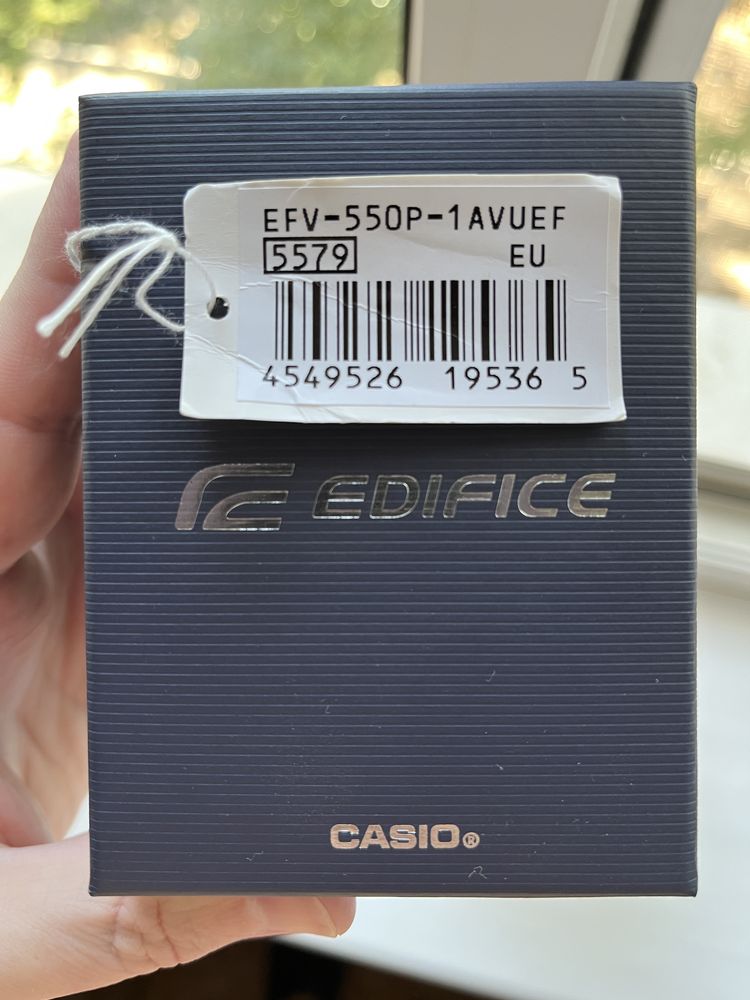 EFV-550P-1AVUEF
5579 EU
4549526 19536 5
EDIFICE
CASIO®